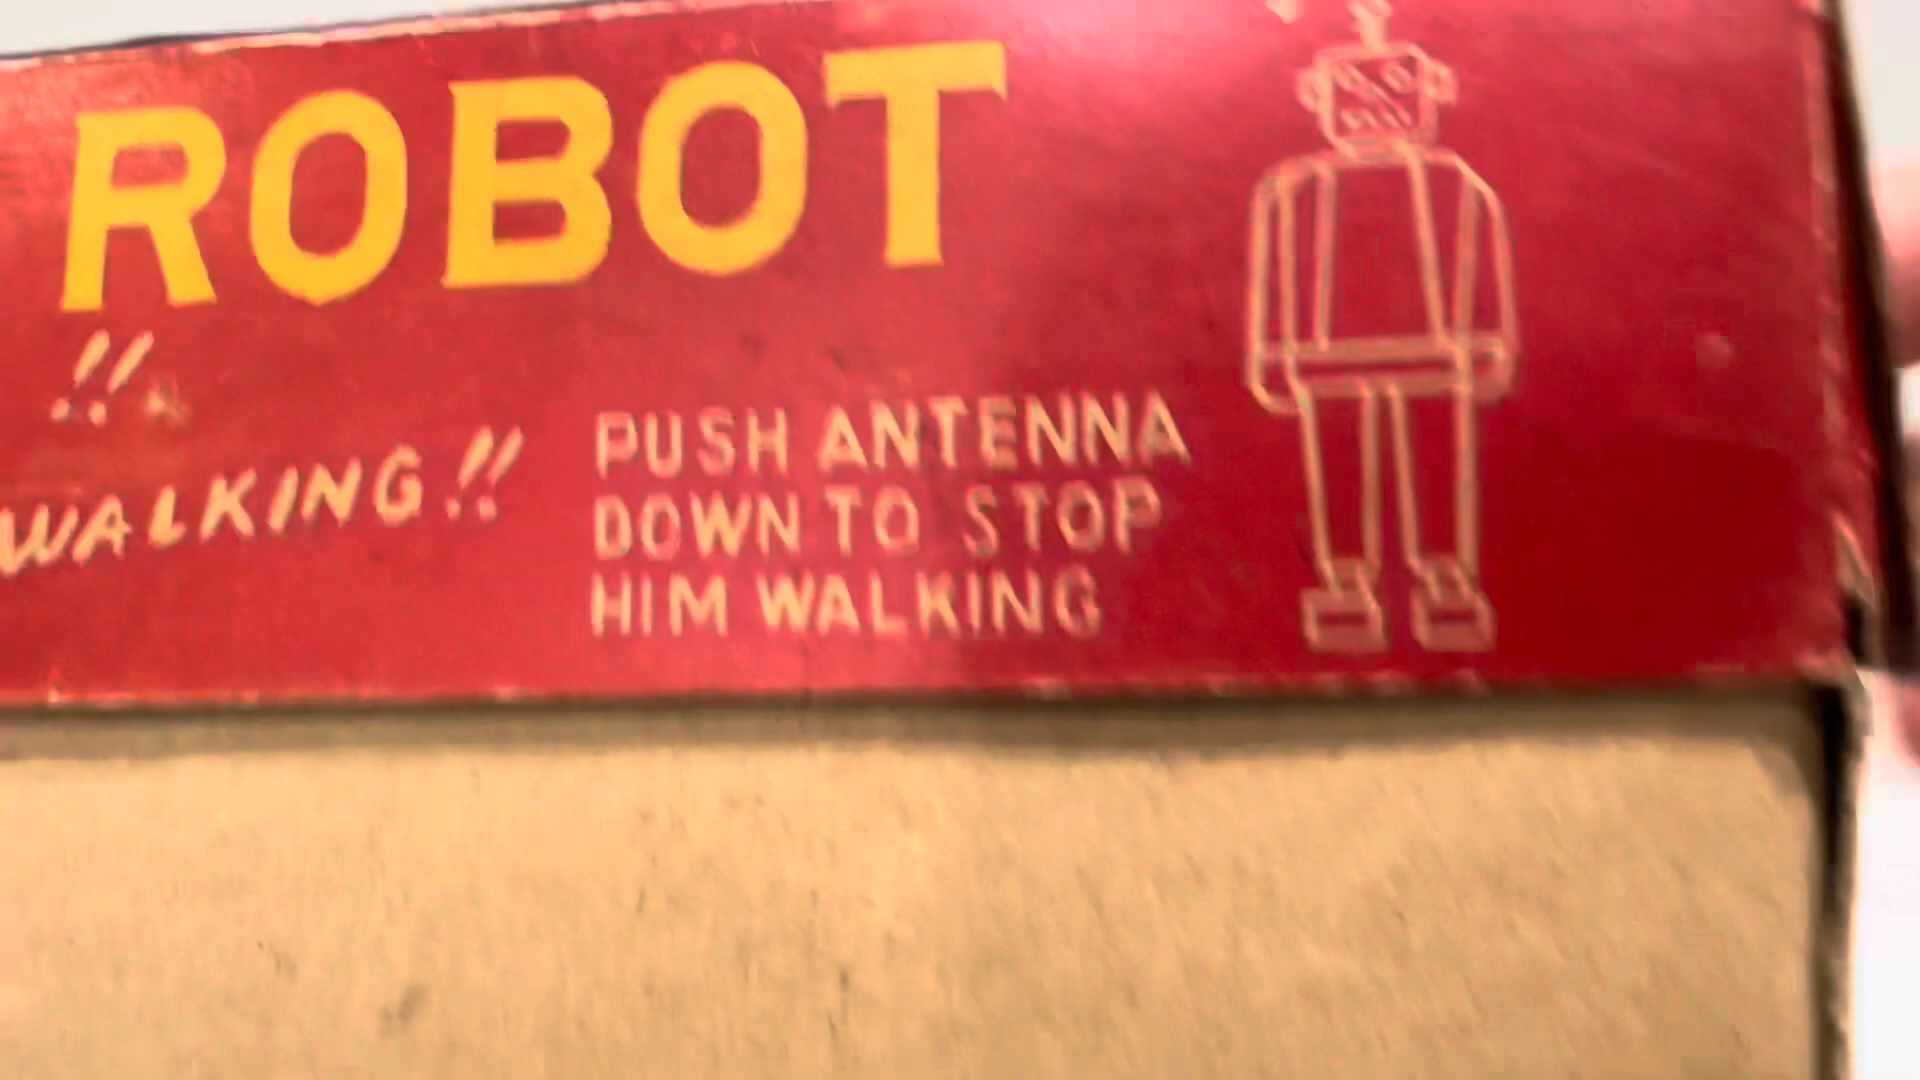 ROBOT
!!
WALKING!!
PUSH ANTENNA
DOWN TO STOP
HIM WALKING